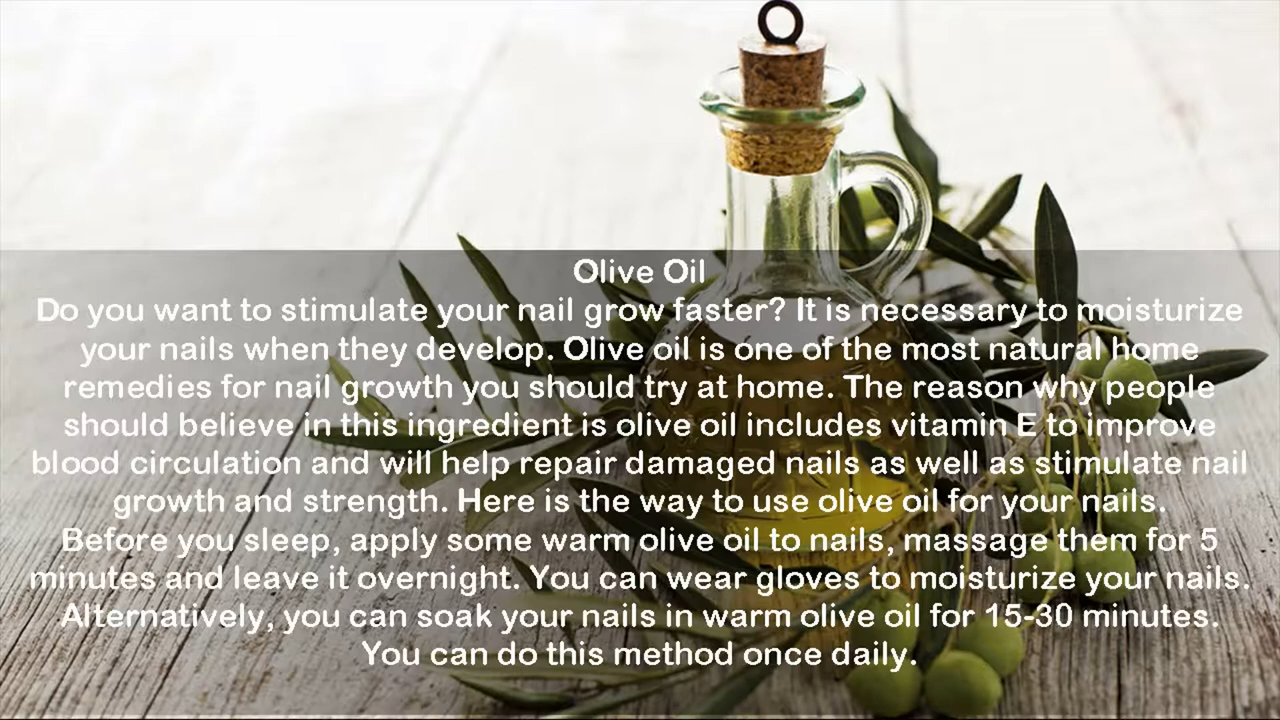 Olive Oil
Do you want to stimulate your nail grow faster? It is necessary to moisturize
your nails when they develop. Olive oil is one of the most natural home
remedies for nail growth you should try at home. The reason why people
should believe in this ingredient is olive oil includes vitamin E to improve
blood circulation and will help repair damaged nails as well as stimulate nail
growth and strength. Here is the way to use olive oil for your nails.
Before you sleep, apply some warm olive oil to nails, massage them for 5
minutes and leave it overnight. You can wear gloves to moisturize your nails.
Alternatively, you can soak your nails in warm olive oil for 15-30 minutes.
You can do this method once daily.